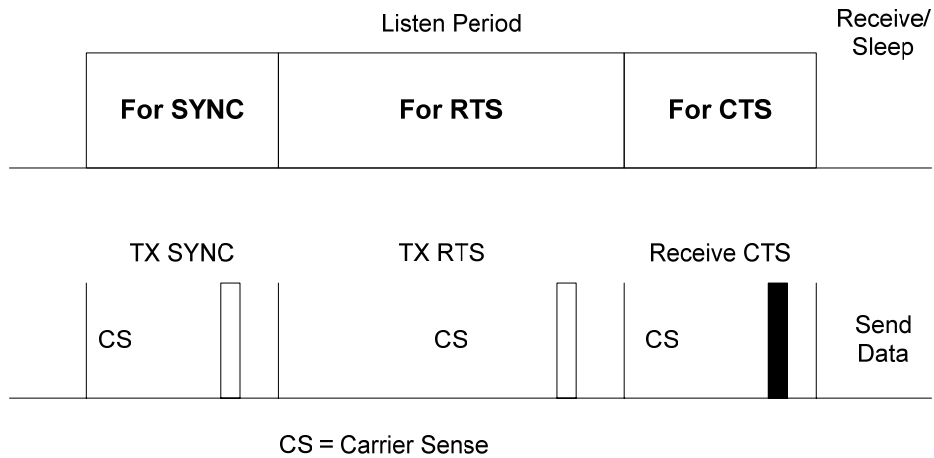 Listen Period
Receive/
Sleep
For SYNC
For RTS
For CTS
TX SYNC
TX RTS
Receive CTS
CS
CS
CS
Send
Data
CS = Carrier Sense